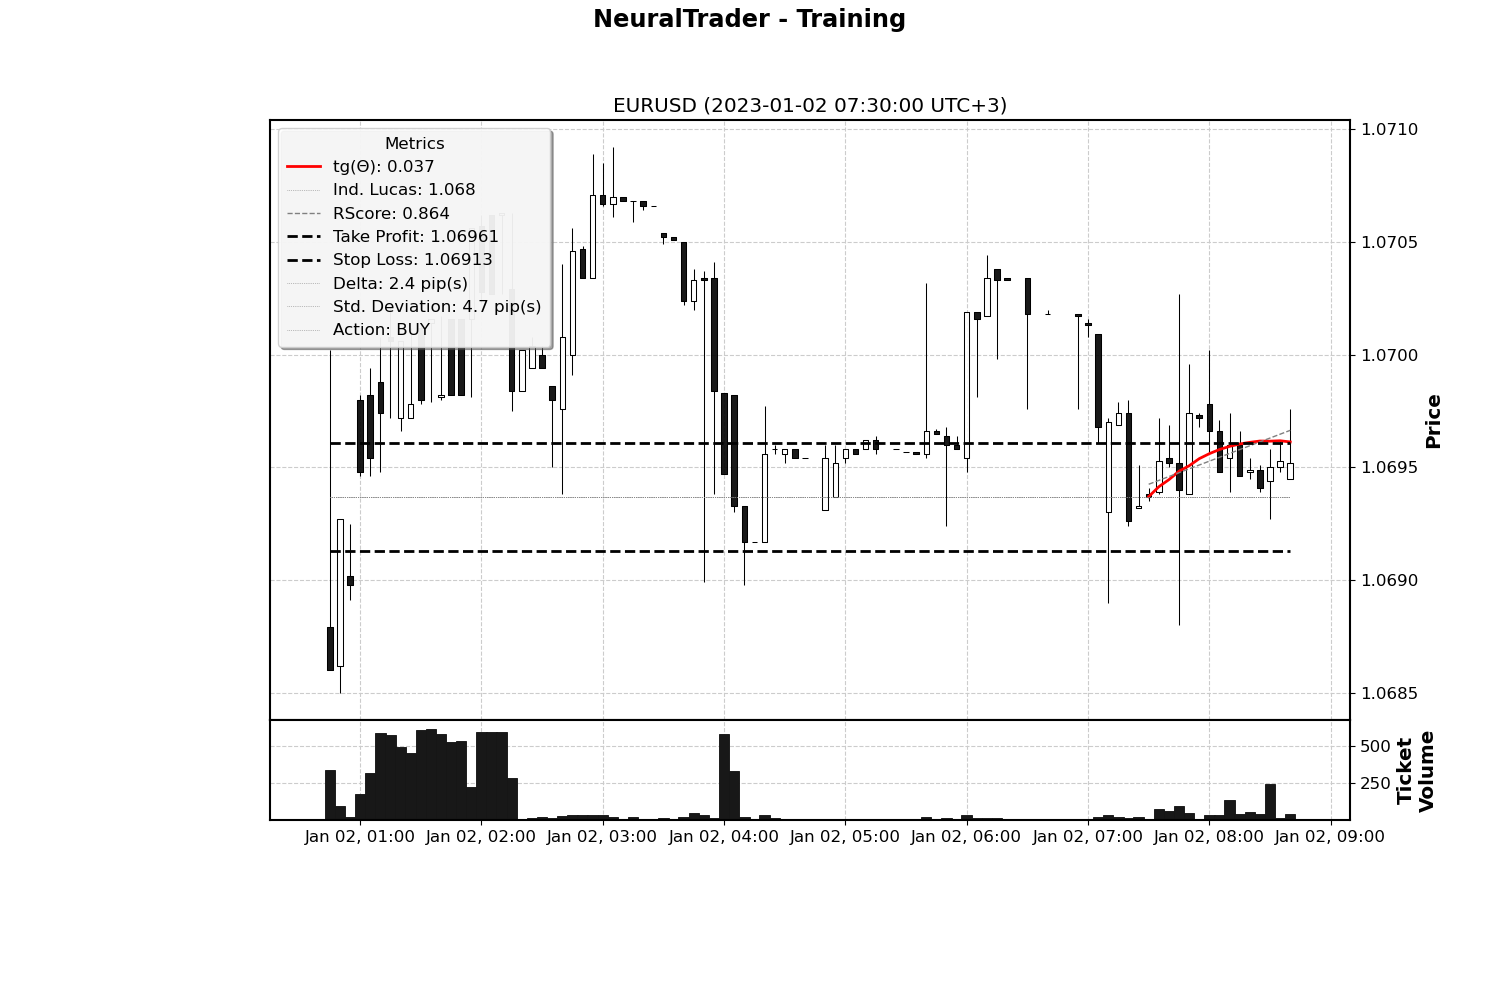 NeuralTrader - Training
EURUSD (2023-01-02 07:30:00 UTC+3)
Metrics
tg(Θ): 0.037
Ind. Lucas: 1.068
RScore: 0.864
Take Profit: 1.06961
Stop Loss: 1.06913
Delta: 2.4 pip(s)
Std. Deviation: 4.7 pip(s)
Action: BUY
1.0710
1.0705
1.0700
1.0695
1.0690
1.0685
Price
500
250
Ticket
Volume
Jan 02, 01:00 Jan 02, 02:00 Jan 02, 03:00 Jan 02, 04:00 Jan 02, 05:00 Jan 02, 06:00 Jan 02, 07:00 Jan 02, 08:00 Jan 02, 09:00